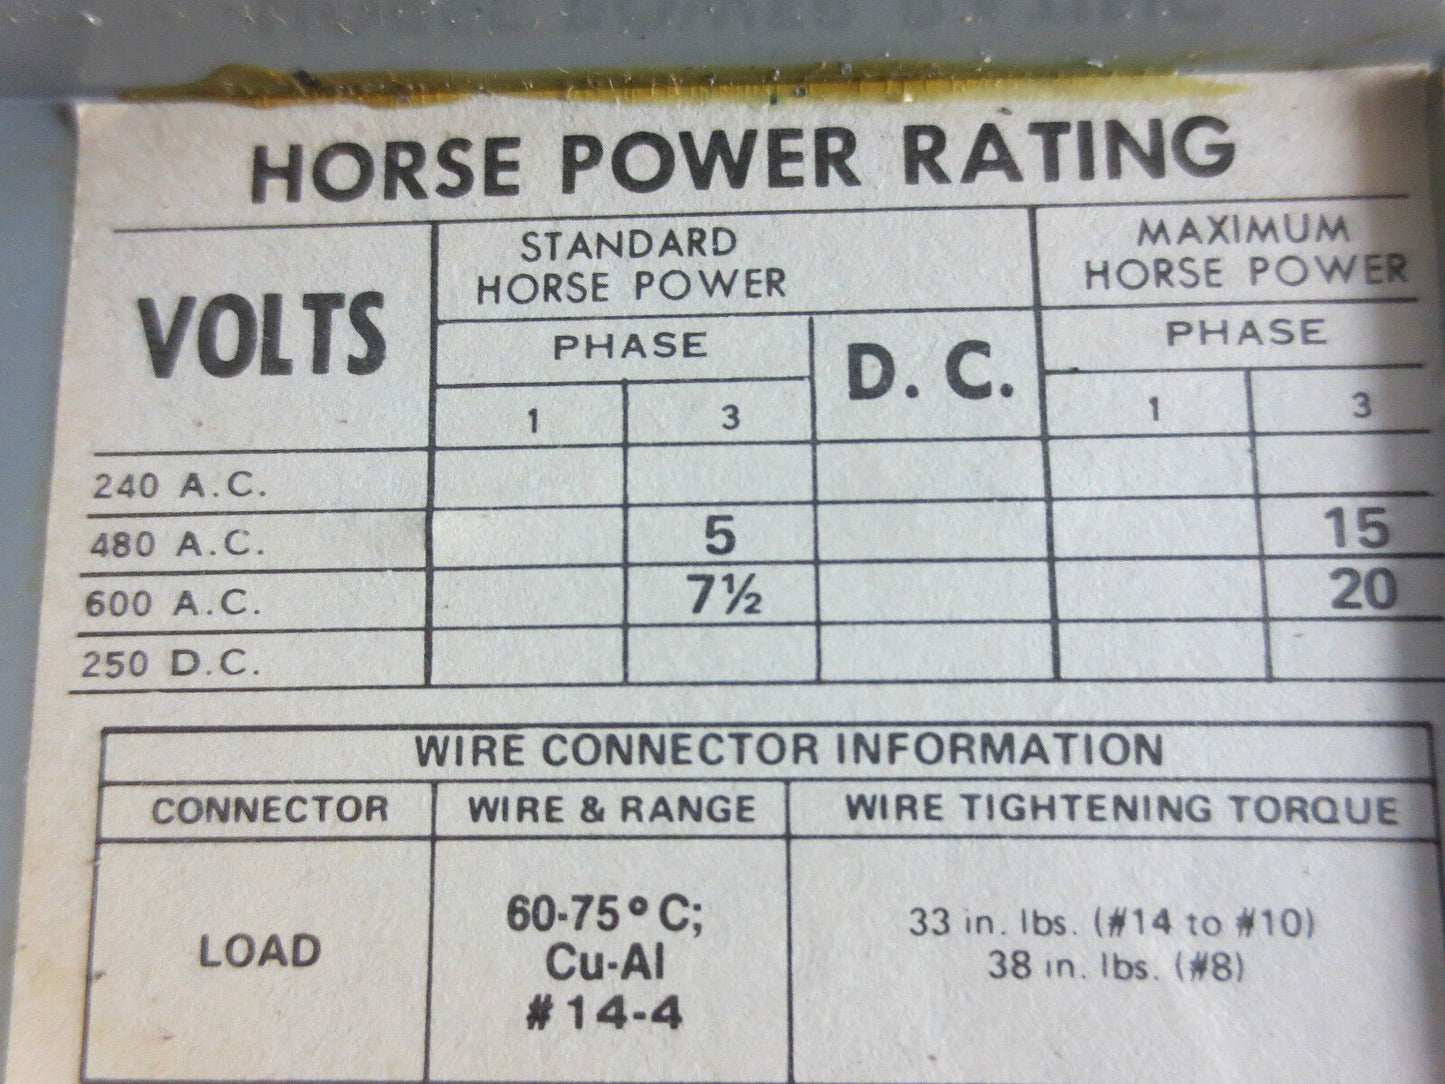 HORSE POWER RATING
VOLTS
STANDARD
HORSE POWER
MAXIMUM
HORSE POWER
PHASE
D. C.
PHASE
1 3 1 3
240 A.C.
480 A.C. 5 15
600 A.C. 7½ 20
250 D.C.
WIRE CONNECTOR INFORMATION
CONNECTOR WIRE & RANGE WIRE TIGHTENING TORQUE
LOAD
60-75°C;
Cu-Al
#14-4
33 in. lbs. (#14 to #10)
38 in. lbs. (#8)